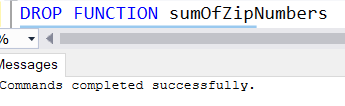 DROP FUNCTION sumOfZipNumbers
%
Messages
Commands completed successfully.